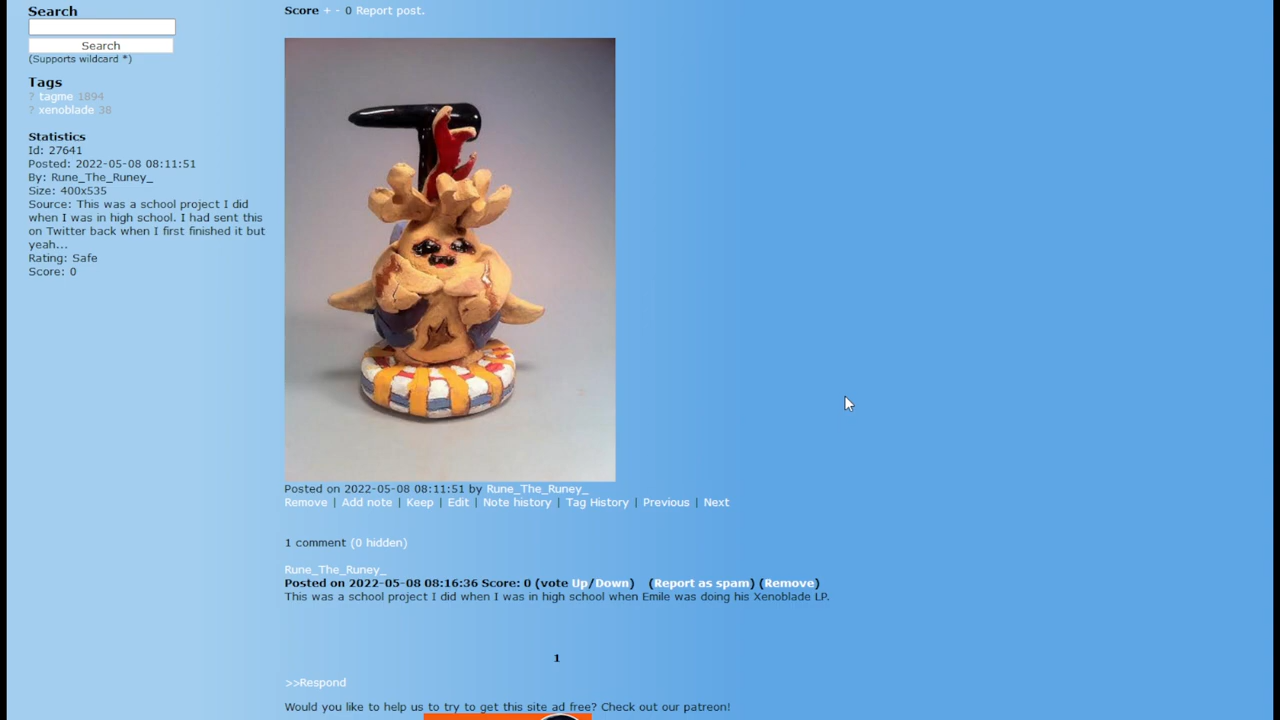 Search
Search
(Supports wildcard *)
Tags
? tagme 1894
? xenoblade 38
Statistics
Id: 27641
Posted: 2022-05-08 08:11:51
By: Rune_The_Runey_
Size: 400x535
Source: This was a school project I did
when I was in high school. I had sent this
on Twitter back when I first finished it but
yeah...
Rating: Safe
Score: 0
Score + - 0 Report post.
Posted on 2022-05-08 08:11:51 by Rune_The_Runey_
Remove | Add note | Keep | Edit | Note history | Tag History | Previous | Next
1 comment (0 hidden)
Rune_The_Runey_
Posted on 2022-05-08 08:16:36 Score: 0 (vote Up/Down) (Report as spam) (Remove)
This was a school project I did when I was in high school when Emile was doing his Xenoblade LP.
1
>>Respond
Would you like to help us to try to get this site ad free? Check out our patreon!